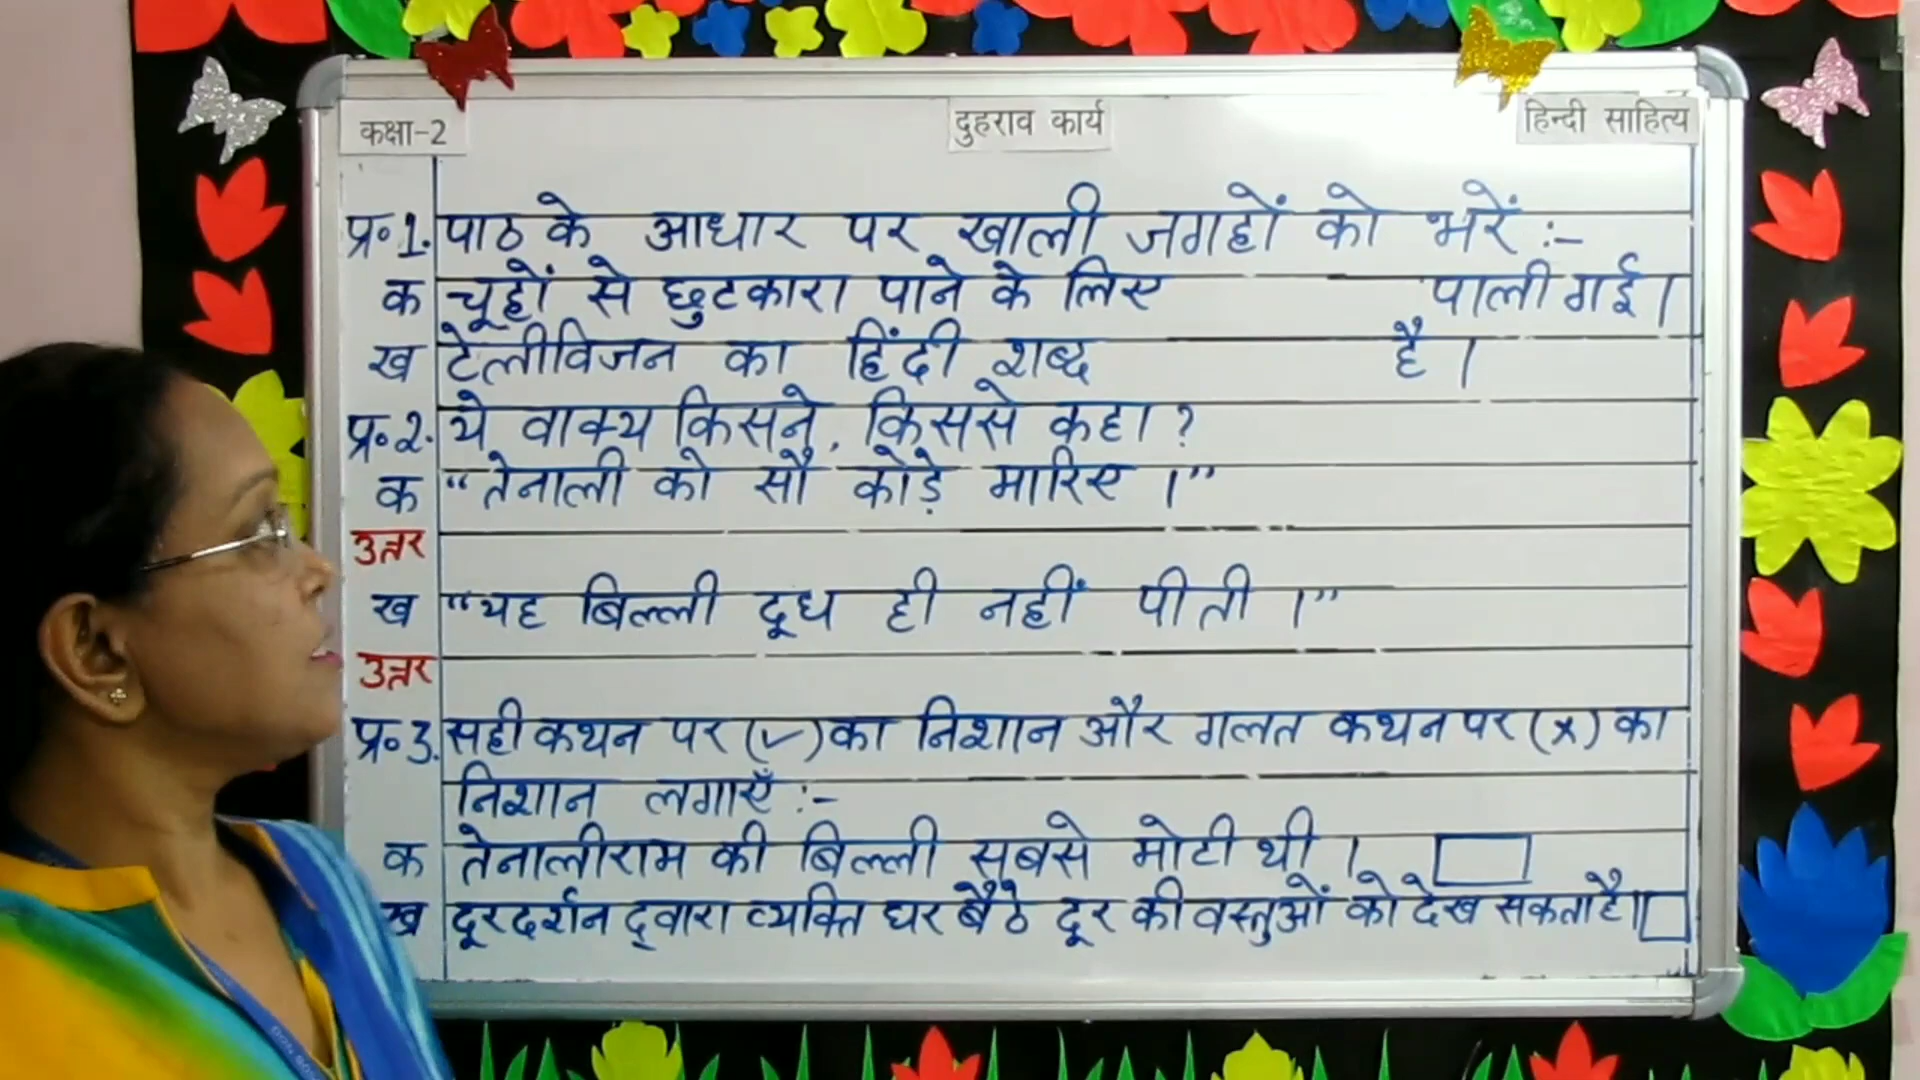 कक्षा-2
दुहराव कार्य
हिन्दी साहित्य
प्र॰1. पाठ के आधार पर खाली जगहों को भरें :-
क चूहों से छुटकारा पाने के लिए पाली गई।
ख टेलीविजन का हिंदी शब्द है।
प्र॰2. ये वाक्य किसने, किससे कहा?
क “तेनाली को सौ कोड़े मारिए।”
उत्तर
ख “यह बिल्ली दूध ही नहीं पीती।”
उत्तर
प्र॰3. सही कथन पर (✓) का निशान और गलत कथन पर (x) का
निशान लगाएँ :-
क तेनालीराम की बिल्ली सबसे मोटी थी।
ख दूरदर्शन द्‌वारा व्यक्ति घर बैठे दूर की वस्तुओं को देख सकता है।